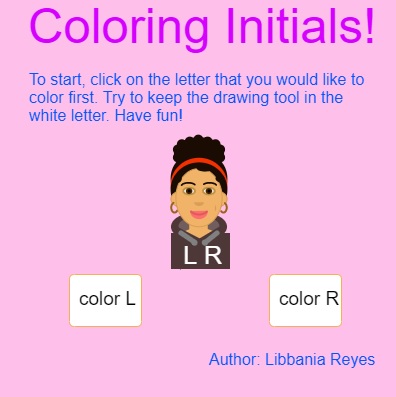 Coloring Initials!
To start, click on the letter that you would like to
color first. Try to keep the drawing tool in the
white letter. Have fun!
L R
color L
color R
Author: Libbania Reyes